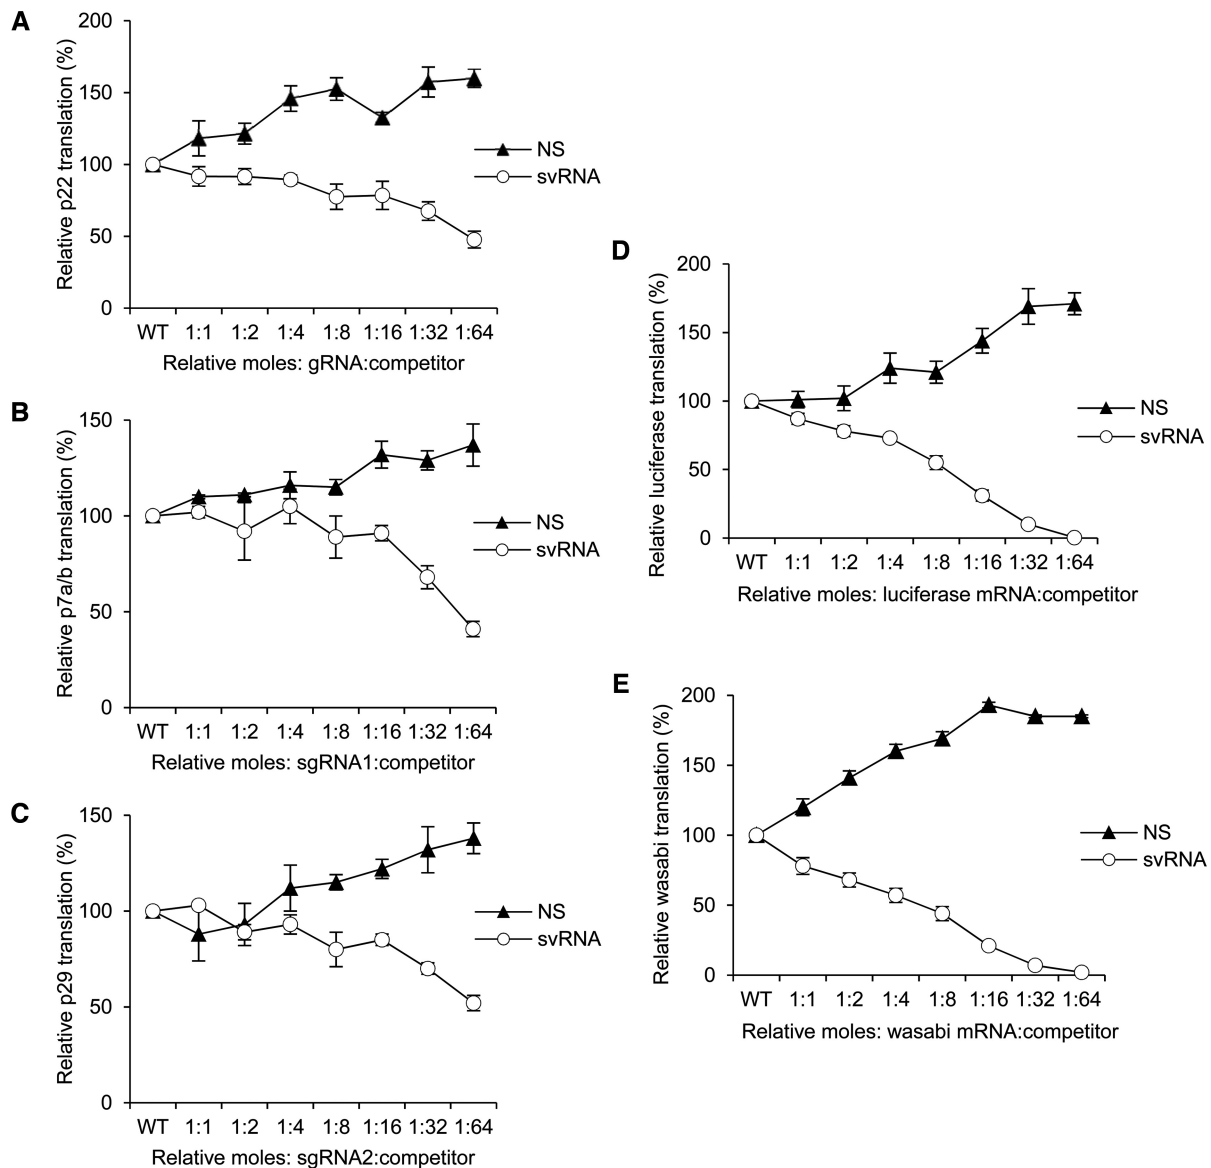 A
Relative p22 translation (%)
200
150
100
50
0
NS
svRNA
WT 1:1 1:2 1:4 1:8 1:16 1:32 1:64
Relative moles: gRNA:competitor
B
Relative p7a/b translation (%)
150
100
50
0
NS
svRNA
WT 1:1 1:2 1:4 1:8 1:16 1:32 1:64
Relative moles: sgRNA1:competitor
C
Relative p29 translation (%)
150
100
50
0
NS
svRNA
WT 1:1 1:2 1:4 1:8 1:16 1:32 1:64
Relative moles: sgRNA2:competitor
D
Relative luciferase translation (%)
200
150
100
50
0
NS
svRNA
WT 1:1 1:2 1:4 1:8 1:16 1:32 1:64
Relative moles: luciferase mRNA:competitor
E
Relative wasabi translation (%)
200
150
100
50
0
NS
svRNA
WT 1:1 1:2 1:4 1:8 1:16 1:32 1:64
Relative moles: wasabi mRNA:competitor